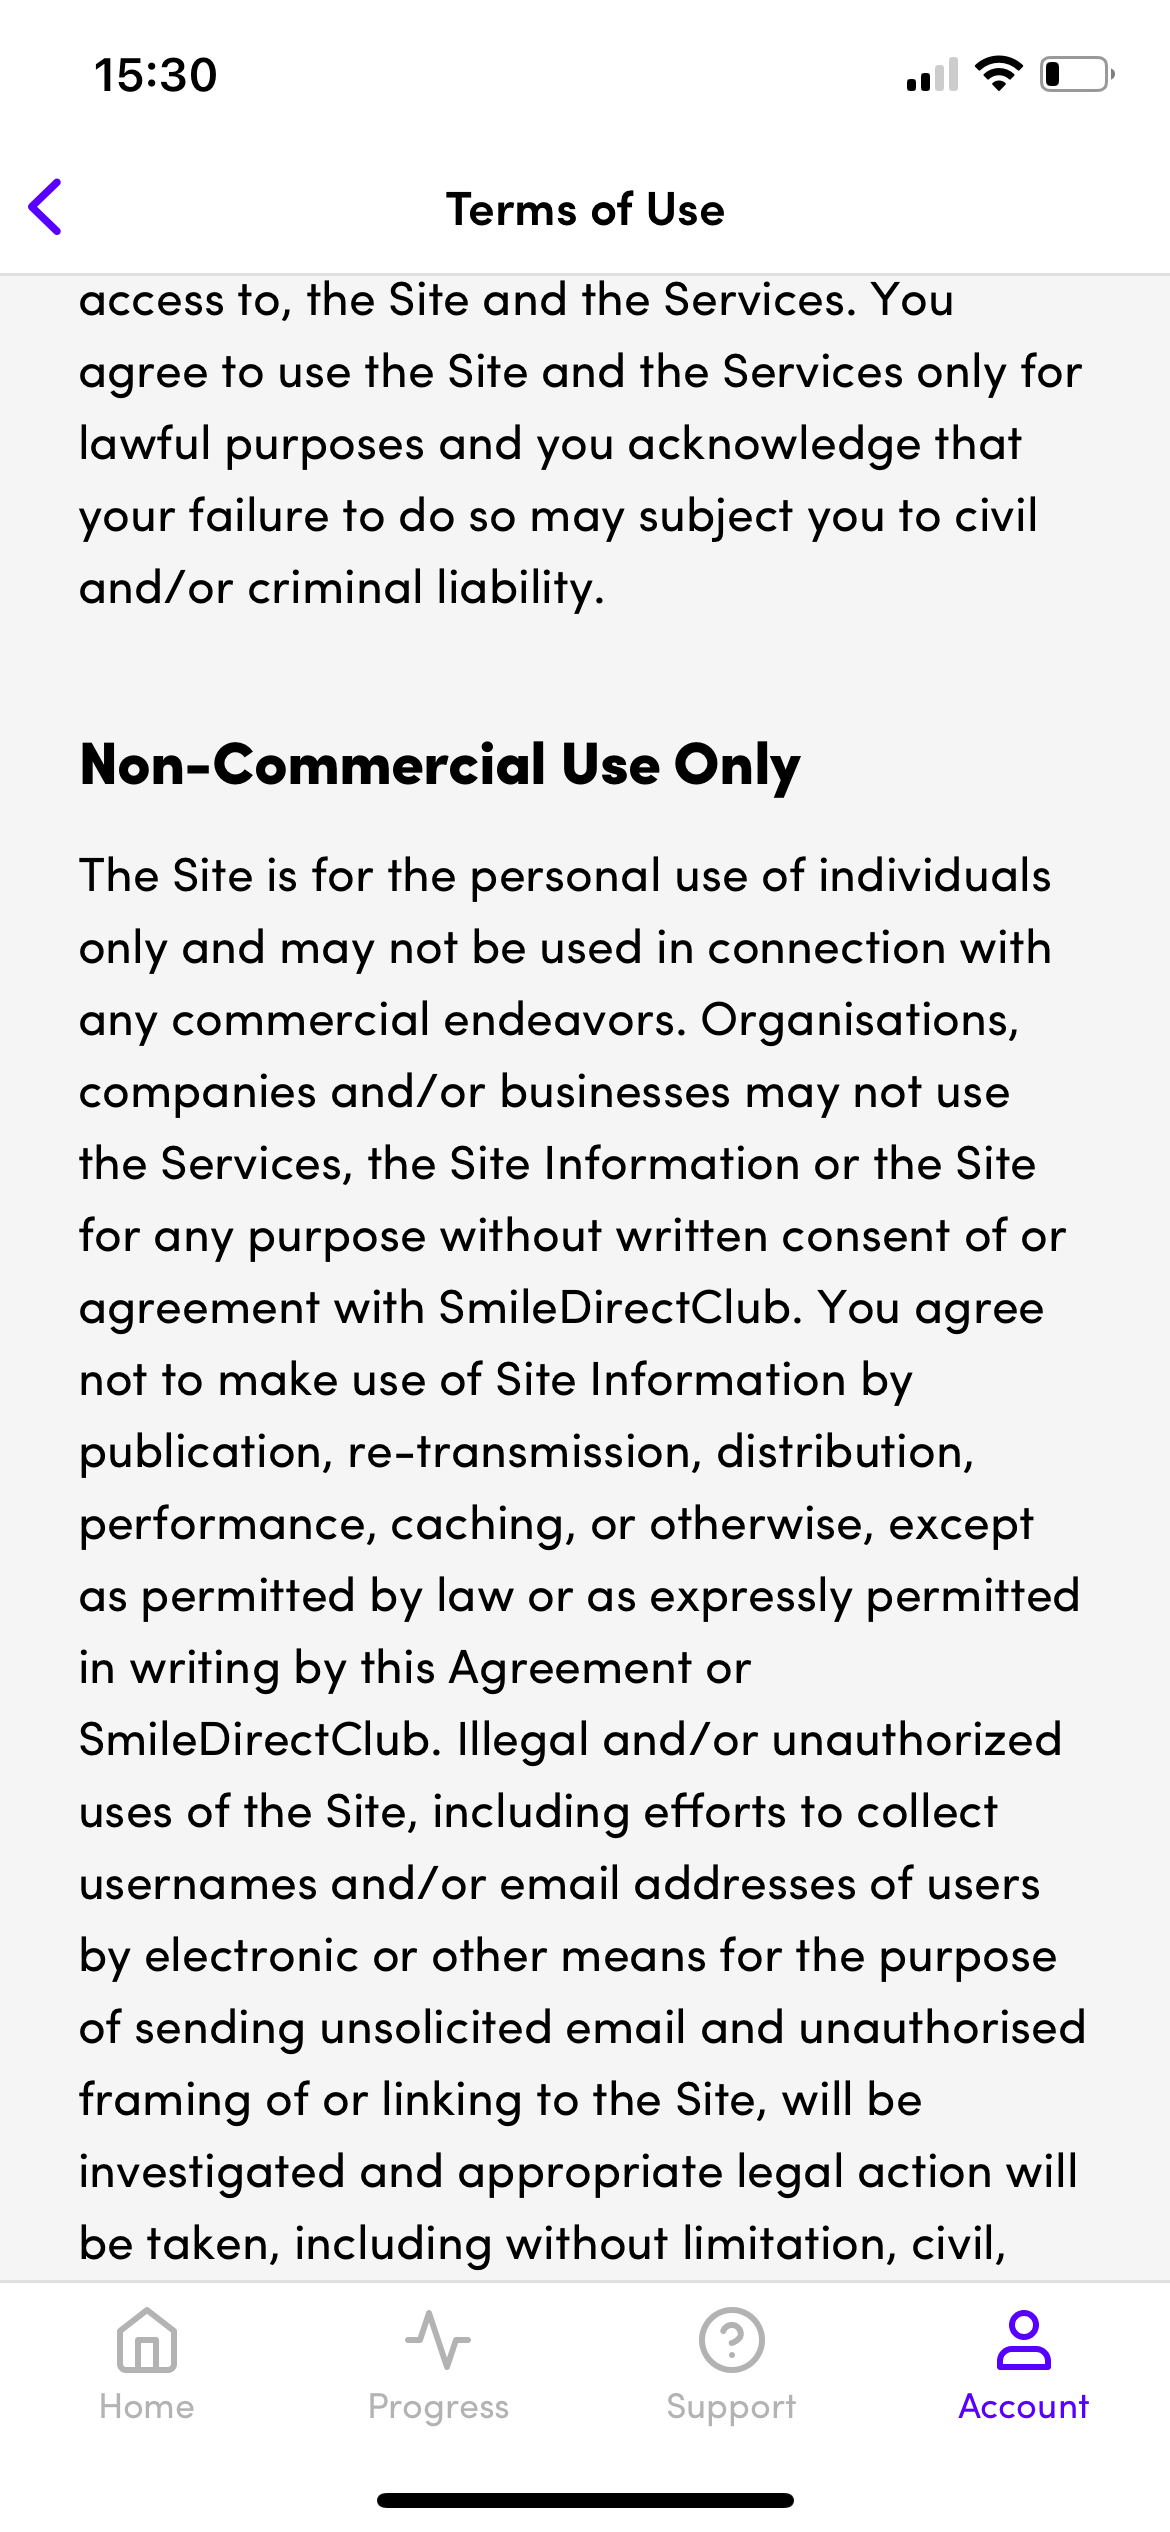 15:30
Terms of Use
access to, the Site and the Services. You
agree to use the Site and the Services only for
lawful purposes and you acknowledge that
your failure to do so may subject you to civil
and/or criminal liability.
Non-Commercial Use Only
The Site is for the personal use of individuals
only and may not be used in connection with
any commercial endeavors. Organisations,
companies and/or businesses may not use
the Services, the Site Information or the Site
for any purpose without written consent of or
agreement with SmileDirectClub. You agree
not to make use of Site Information by
publication, re-transmission, distribution,
performance, caching, or otherwise, except
as permitted by law or as expressly permitted
in writing by this Agreement or
SmileDirectClub. Illegal and/or unauthorized
uses of the Site, including efforts to collect
usernames and/or email addresses of users
by electronic or other means for the purpose
of sending unsolicited email and unauthorised
framing of or linking to the Site, will be
investigated and appropriate legal action will
be taken, including without limitation, civil,
Home
Progress
Support
Account